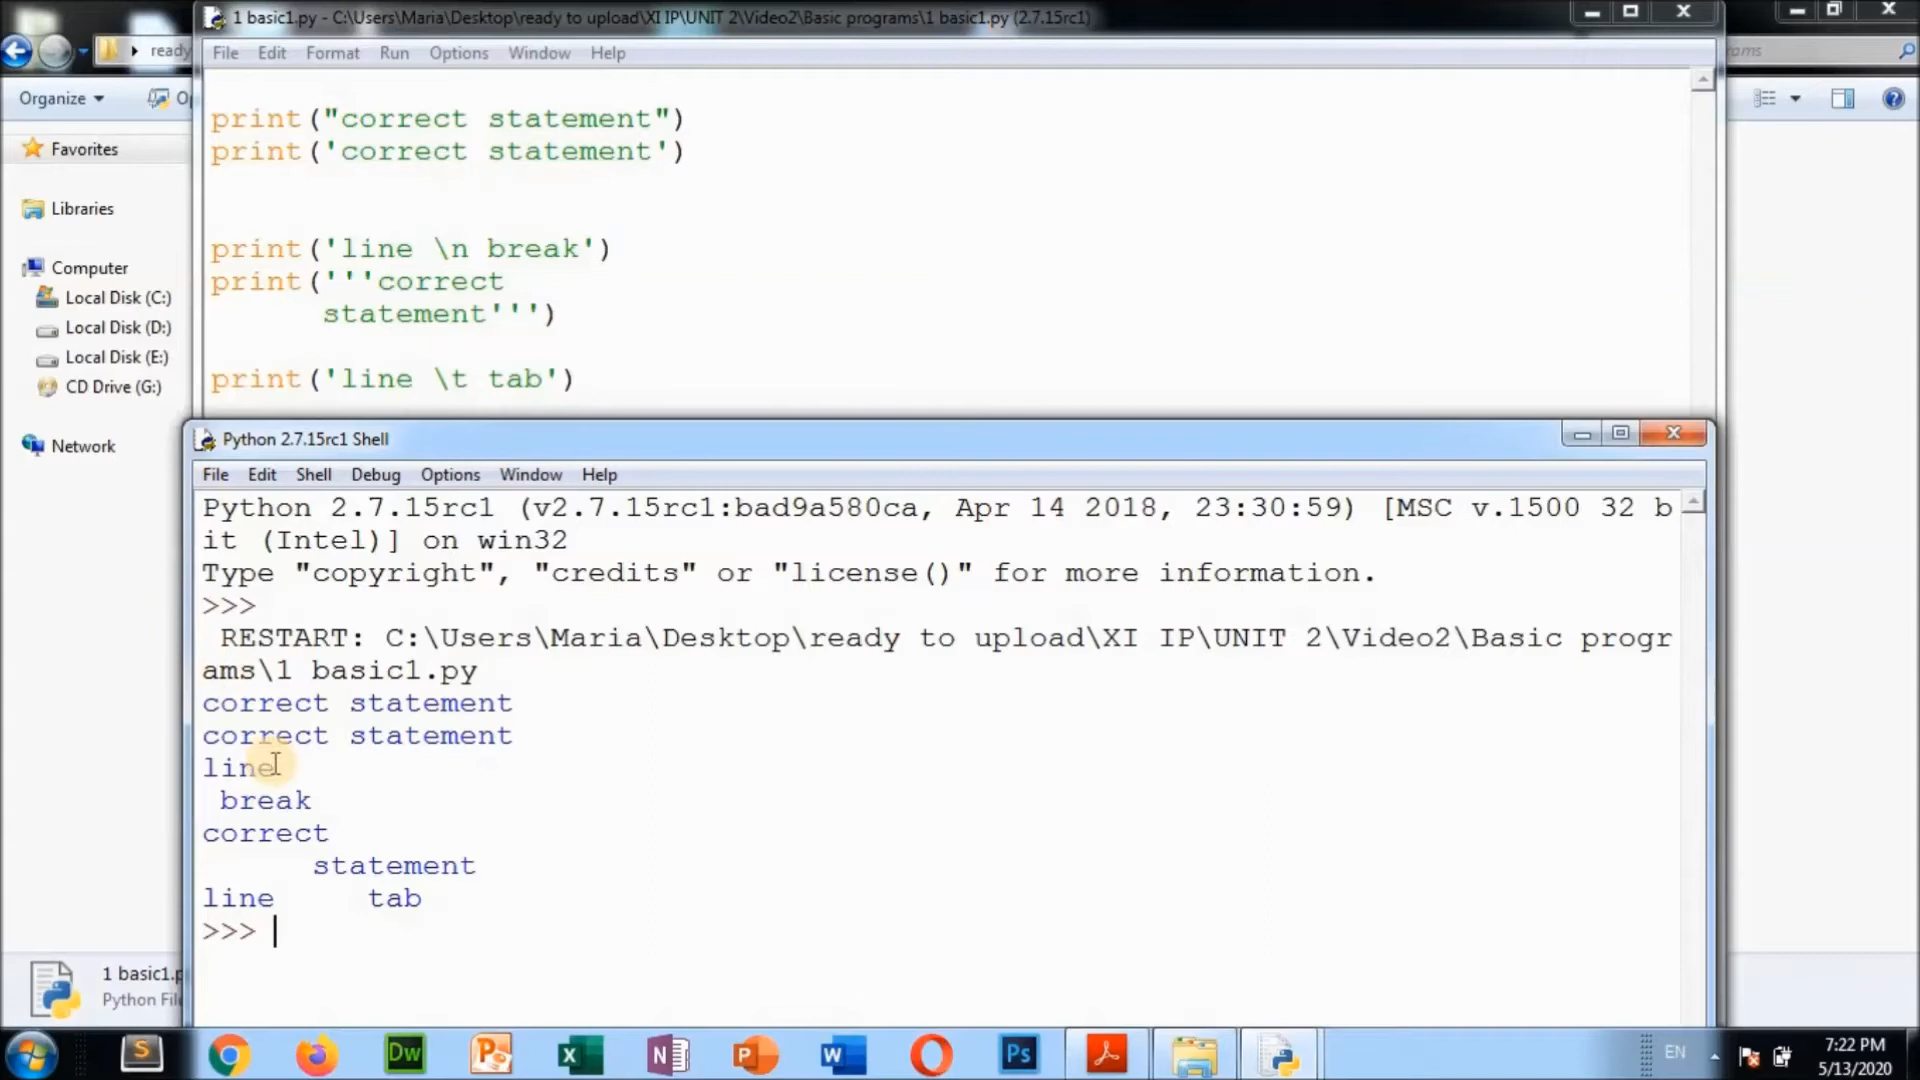 1 basic1.py - C:\Users\Maria\Desktop\ready to upload\XI IP\UNIT 2\Video2\Basic programs\1 basic1.py (2.7.15rc1)
ready
File Edit Format Run Options Window Help
Organize
Favorites
Libraries
Computer
Local Disk (C:)
Local Disk (D:)
Local Disk (E:)
CD Drive (G:)
Network
print("correct statement")
print('correct statement')
print('line \n break')
print('''correct
statement''')
print('line \t tab')
Python 2.7.15rc1 Shell
File Edit Shell Debug Options Window Help
Python 2.7.15rc1 (v2.7.15rc1:bad9a580ca, Apr 14 2018, 23:30:59) [MSC v.1500 32 b
it (Intel)] on win32
Type "copyright", "credits" or "license()" for more information.
>>>
RESTART: C:\Users\Maria\Desktop\ready to upload\XI IP\UNIT 2\Video2\Basic progr
ams\1 basic1.py
correct statement
correct statement
line
break
correct
statement
line tab
>>>
1 basic1.p
Python Fil
S Dw P X N P W Ps
EN
7:22 PM
5/13/2020